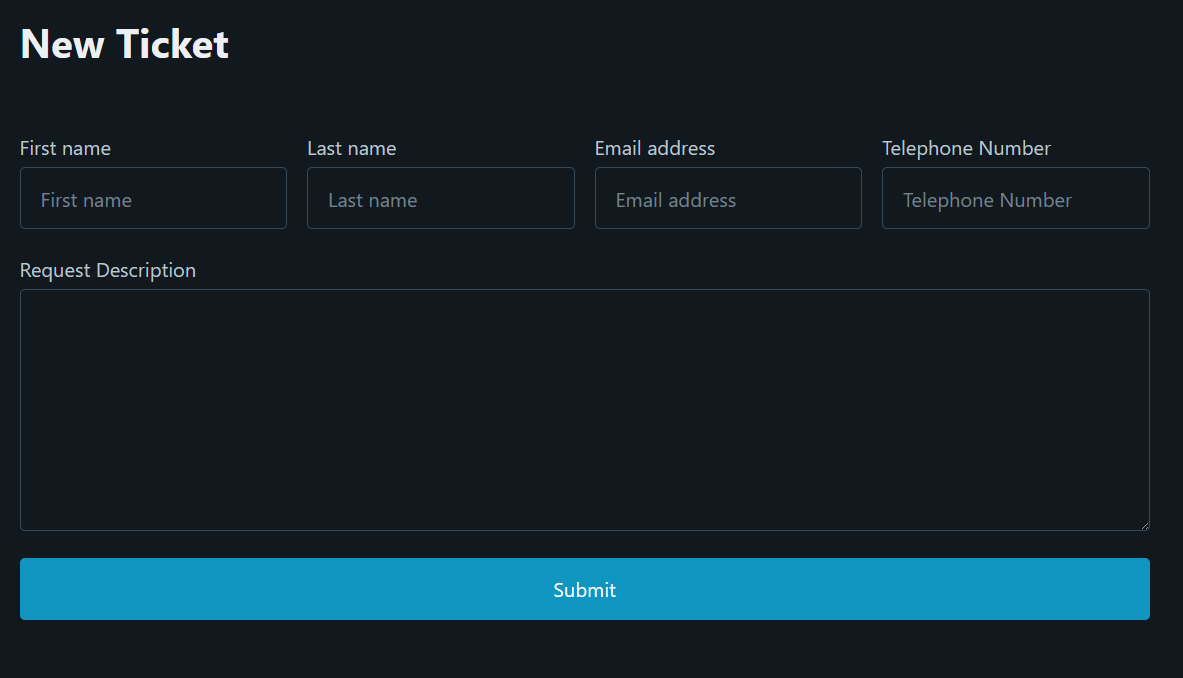 New Ticket
First name Last name Email address Telephone Number
First name Last name Email address Telephone Number
Request Description
Submit